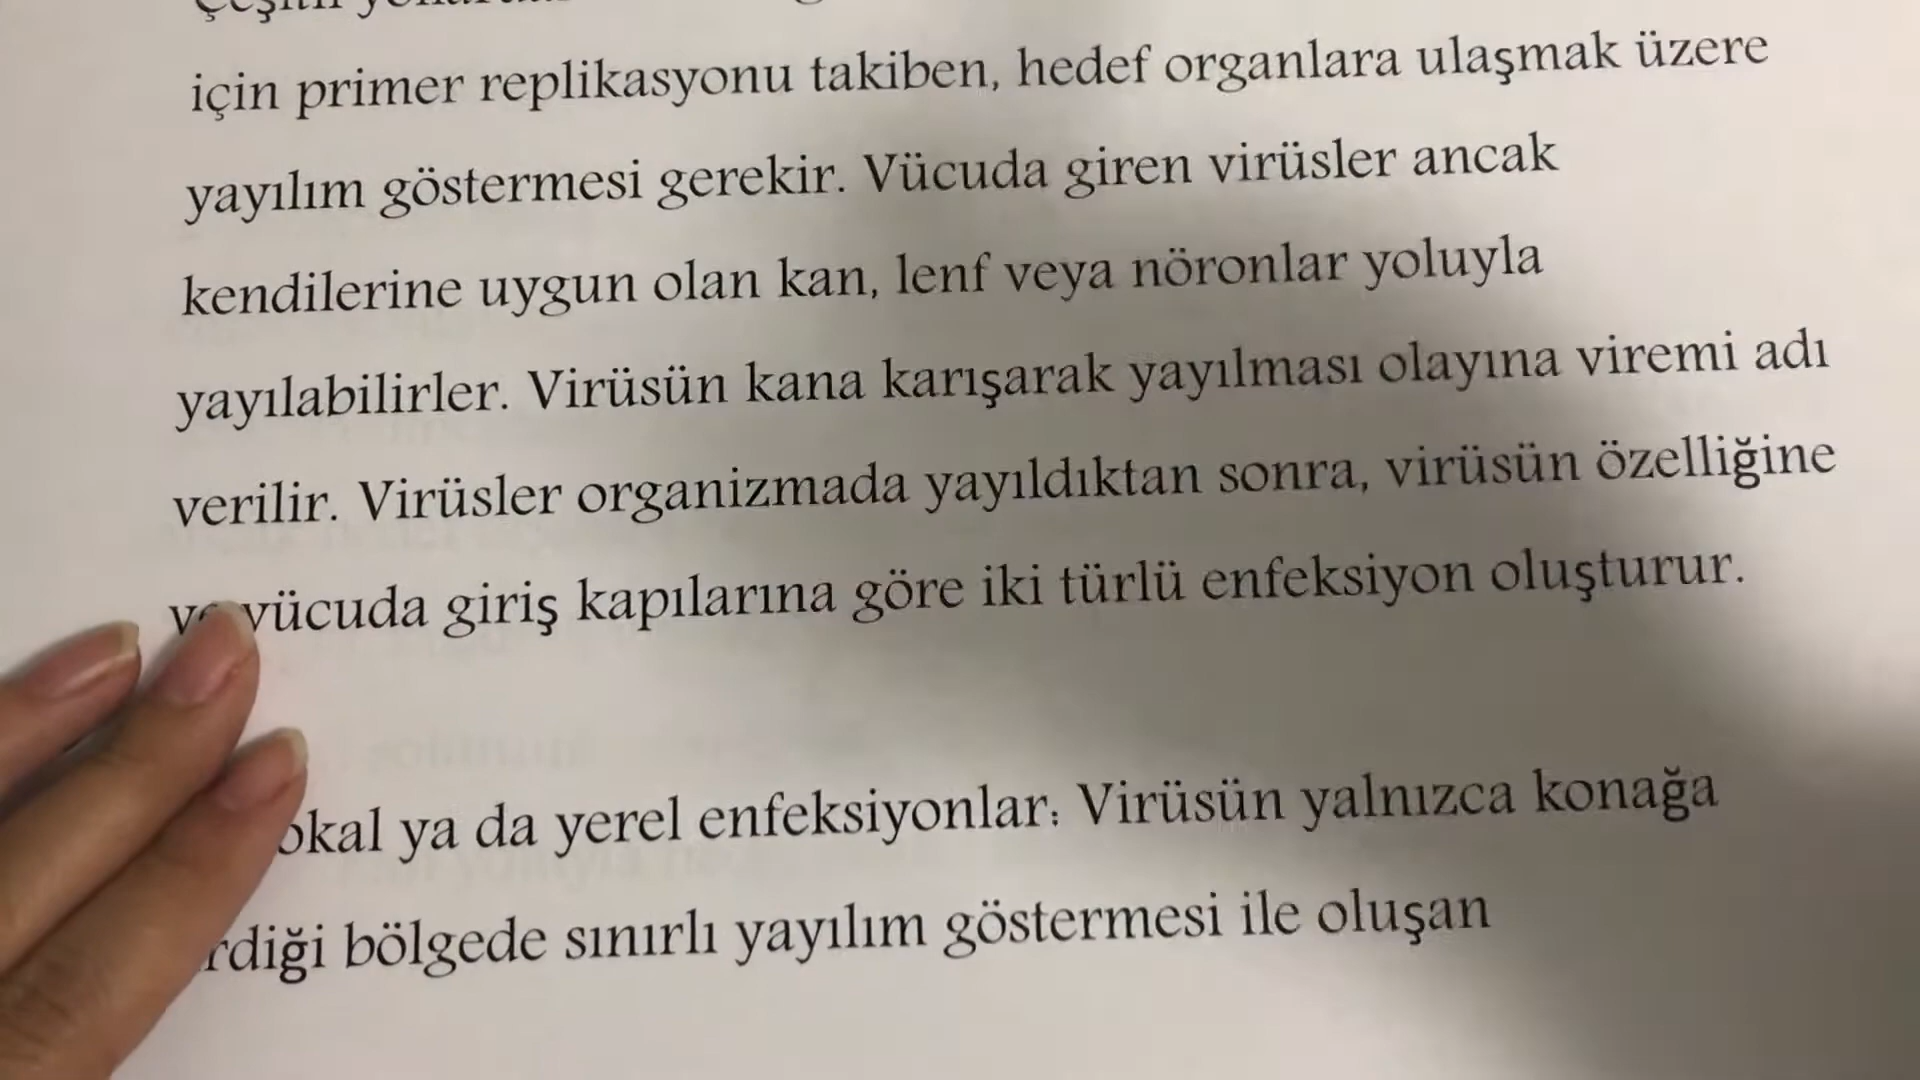 için primer replikasyonu takiben, hedef organlara ulaşmak üzere
yayılım göstermesi gerekir. Vücuda giren virüsler ancak
kendilerine uygun olan kan, lenf veya nöronlar yoluyla
yayılabilirler. Virüsün kana karışarak yayılması olayına viremi adı
verilir. Virüsler organizmada yayıldıktan sonra, virüsün özelliğine
vücuda giriş kapılarına göre iki türlü enfeksiyon oluşturur.
ya da yerel enfeksiyonlar: Virüsün yalnızca konağa
bölgede sınırlı yayılım göstermesi ile oluşan